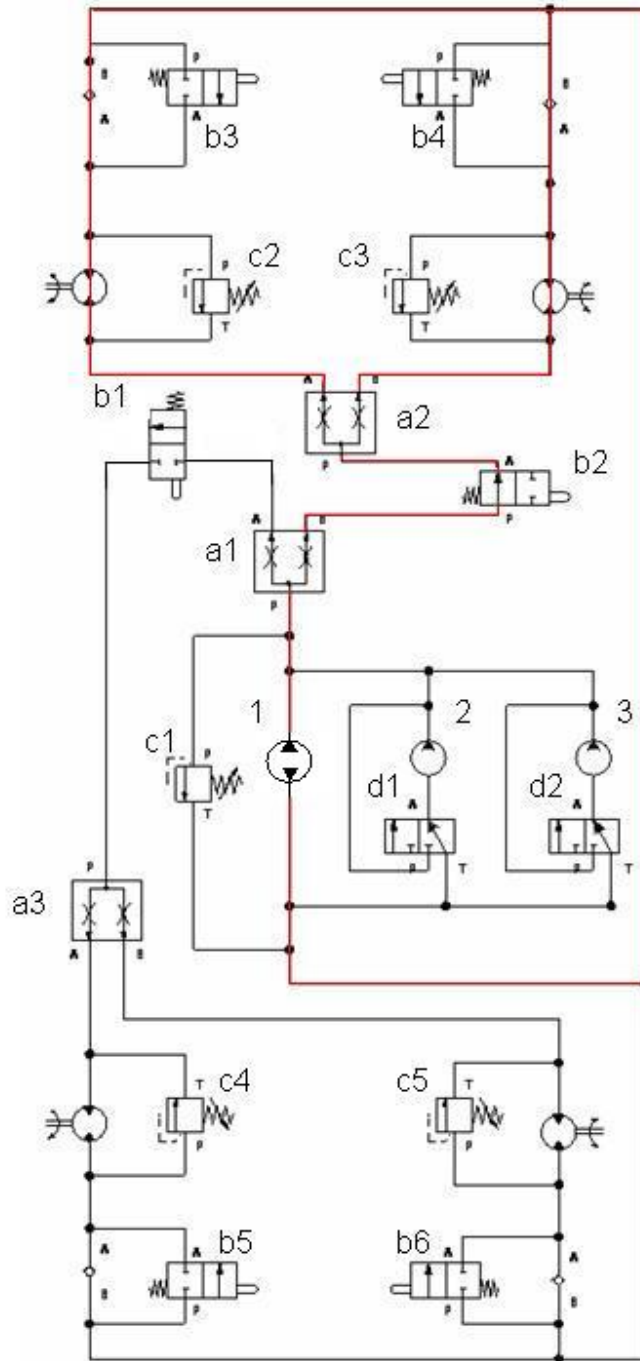 P P
B B
A A
A A
b3 b4
c2 c3
P P
T T
b1
A B
a2
P
A
b2
P
A B
a1
P
1 2 3
c1
P
d1 d2
A A
T
P T P T
P
a3
A B
c4 c5
T T
P P
b5 b6
A A A A
B P P B